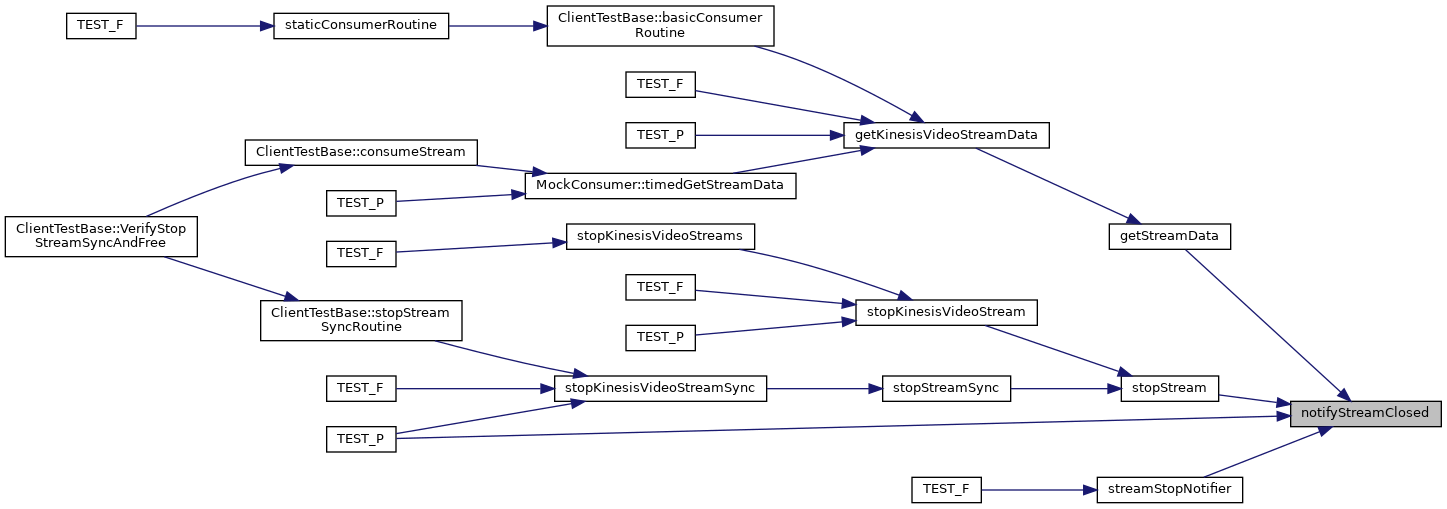 TEST_F
staticConsumerRoutine
ClientTestBase::basicConsumer
Routine
TEST_F
TEST_P
getKinesisVideoStreamData
ClientTestBase::consumeStream
MockConsumer::timedGetStreamData
TEST_P
ClientTestBase::VerifyStop
StreamSyncAndFree
stopKinesisVideoStreams
getStreamData
TEST_F
TEST_F
ClientTestBase::stopStream
SyncRoutine
stopKinesisVideoStream
TEST_P
TEST_F
stopKinesisVideoStreamSync
stopStreamSync
stopStream
notifyStreamClosed
TEST_P
TEST_F
streamStopNotifier